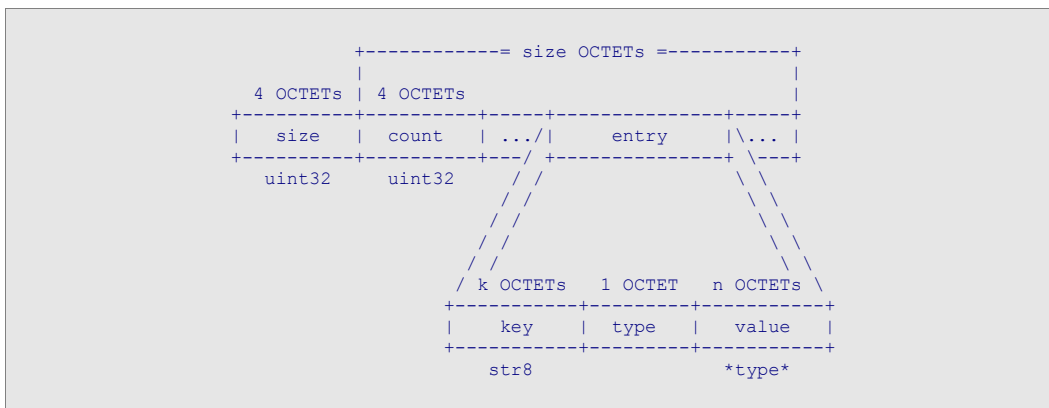 +------------= size OCTETs =-----------+
|                                      |
4 OCTETs | 4 OCTETs                             |
+----------+----------+-----+---------------+-----+
|   size   |  count   | .../|     entry     |\... |
+----------+----------+---/ +---------------+ \---+
uint32     uint32     / /                 \ \
/ /                   \ \
/ /                     \ \
/ /                       \ \
/ /                         \ \
/ k OCTETs   1 OCTET   n OCTETs \
+-----------+---------+-----------+
|    key    |  type   |   value   |
+-----------+---------+-----------+
str8                  *type*